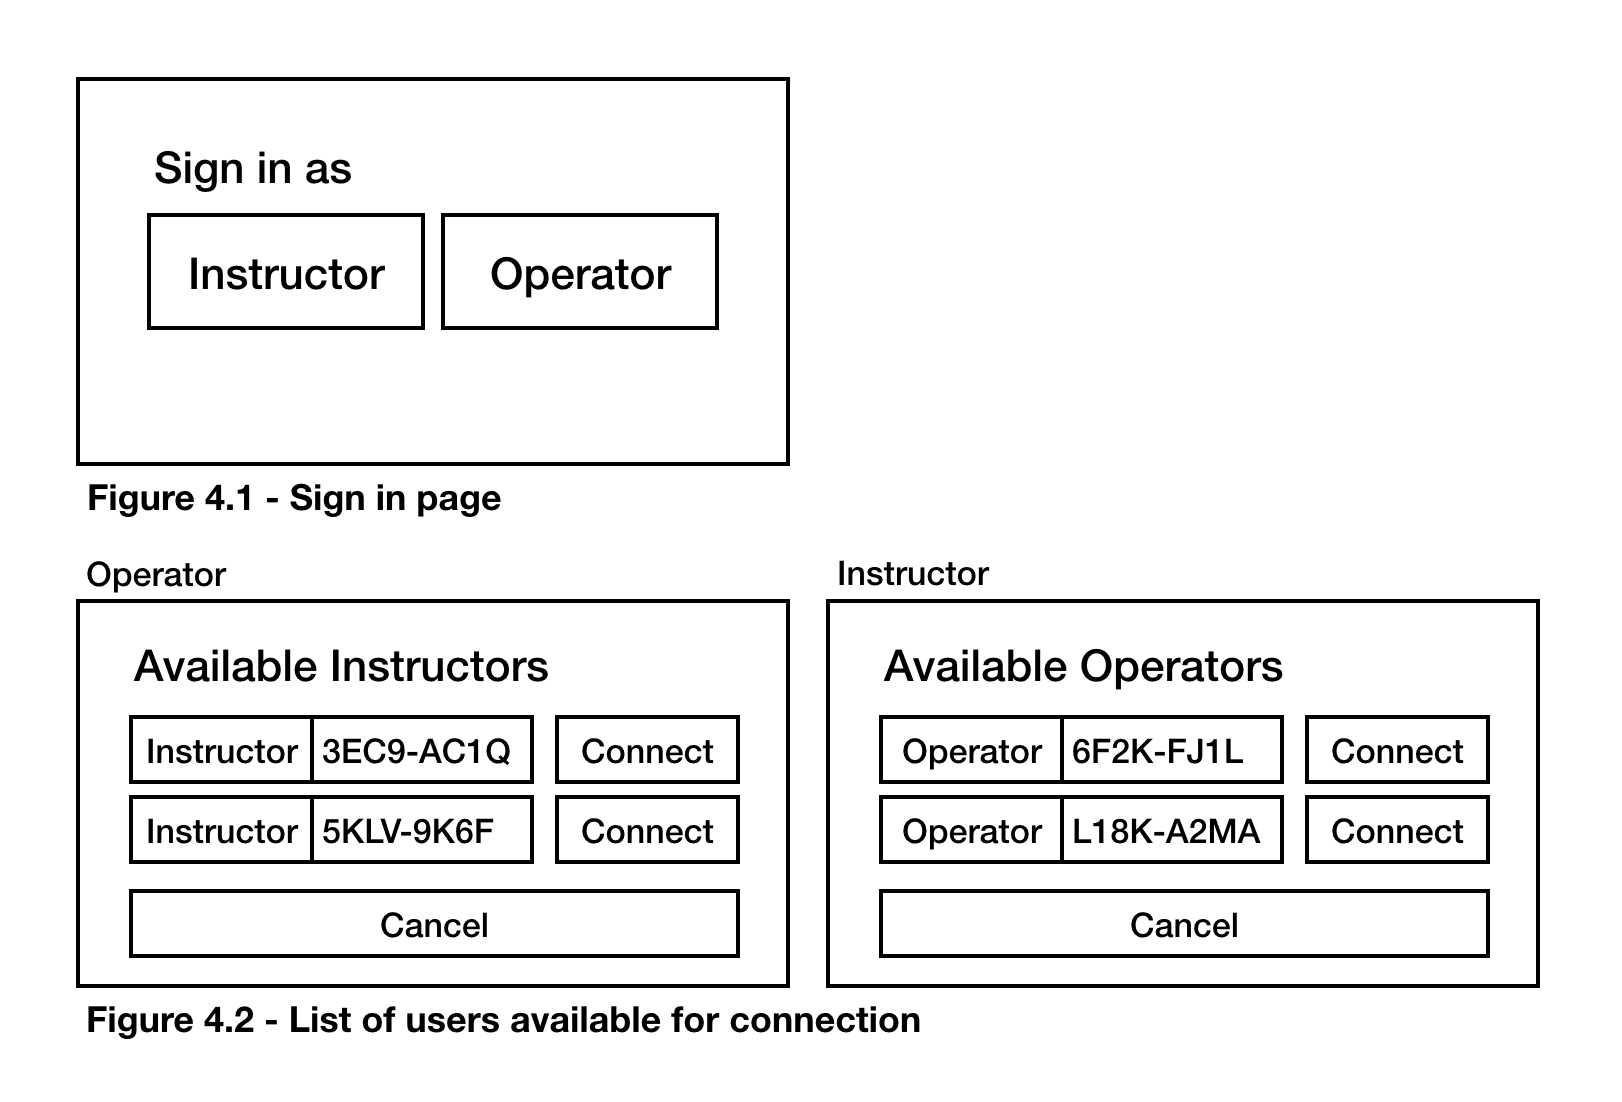 Sign in as
Instructor Operator
Figure 4.1 - Sign in page
Operator
Available Instructors
Instructor 3EC9-AC1Q Connect
Instructor 5KLV-9K6F Connect
Cancel
Instructor
Available Operators
Operator 6F2K-FJ1L Connect
Operator L18K-A2MA Connect
Cancel
Figure 4.2 - List of users available for connection